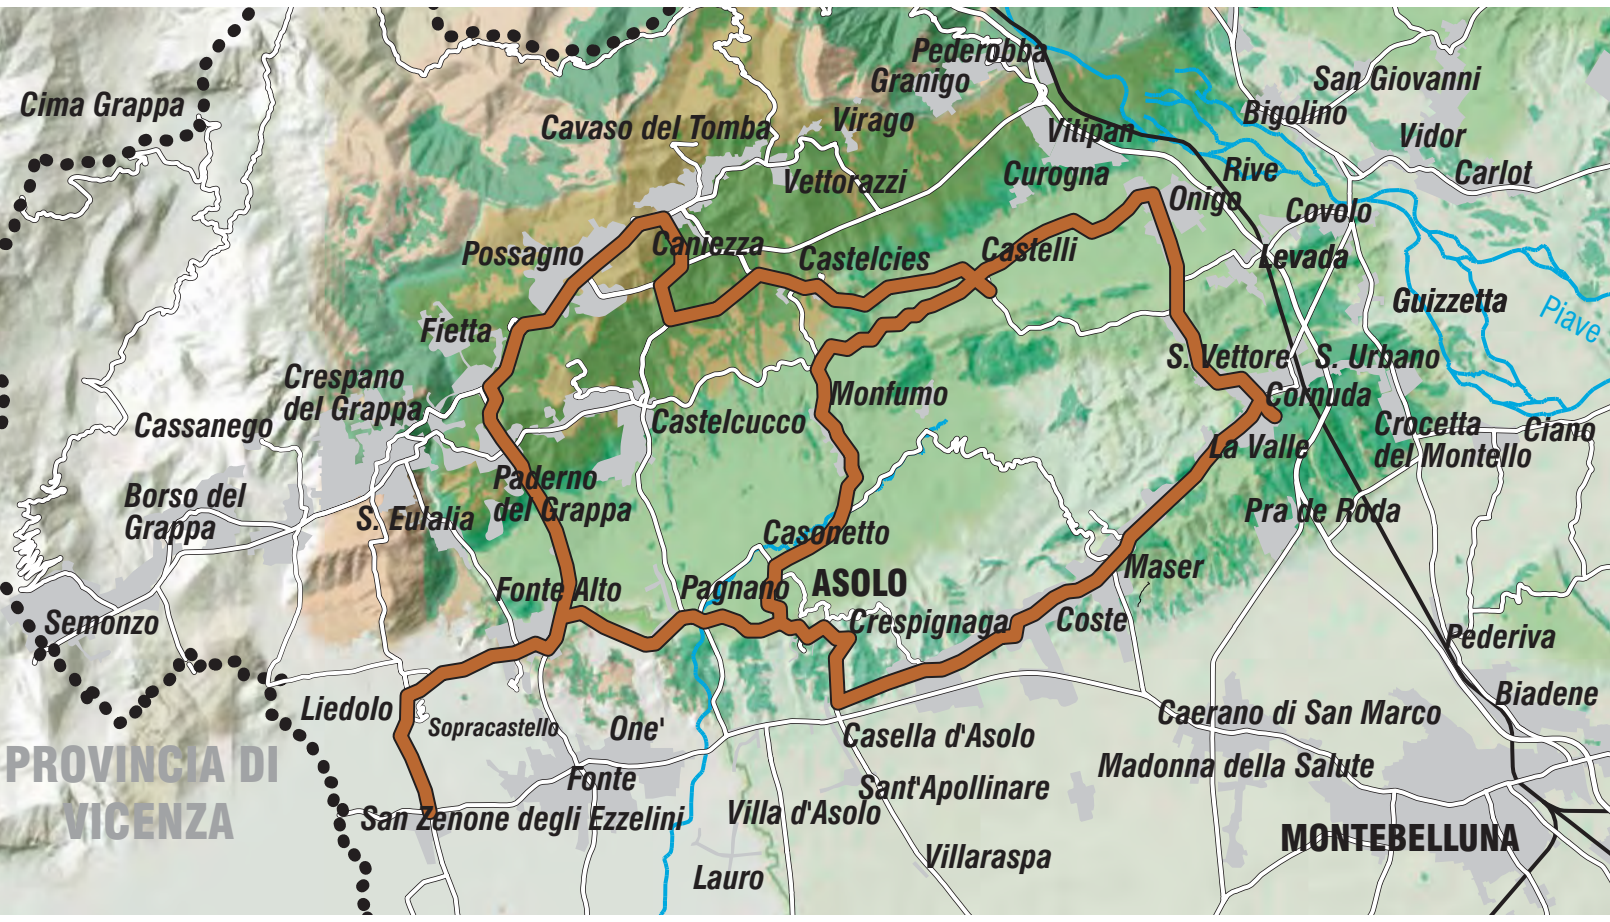 Pederobba
Granigo
San Giovanni
Cima Grappa
Cavaso del Tomba
Virago
Bigolino
Vitipan
Vidor
Vettorazzi
Curogna
Rive
Carlot
Onigo
Covolo
Possagno
Caniezza
Castelcies
Castelli
Levada
Guizzetta
Piave
Fietta
S. Vettore
S. Urbano
Crespano
del Grappa
Monfumo
Cornuda
Cassanego
Castelcucco
La Valle
Crocetta
del Montello
Ciano
Borso del
Grappa
Paderno
del Grappa
S. Eulalia
Pra de Roda
Casonetto
Maser
Fonte Alto
Pagnano
ASOLO
Semonzo
Crespignaga
Coste
Pederiva
Liedolo
Sopracastello
One'
Biadene
Caerano di San Marco
Casella d'Asolo
PROVINCIA DI
VICENZA
Fonte
Madonna della Salute
Sant'Apollinare
San Zenone degli Ezzelini
Villa d'Asolo
MONTEBELLUNA
Villaraspa
Lauro